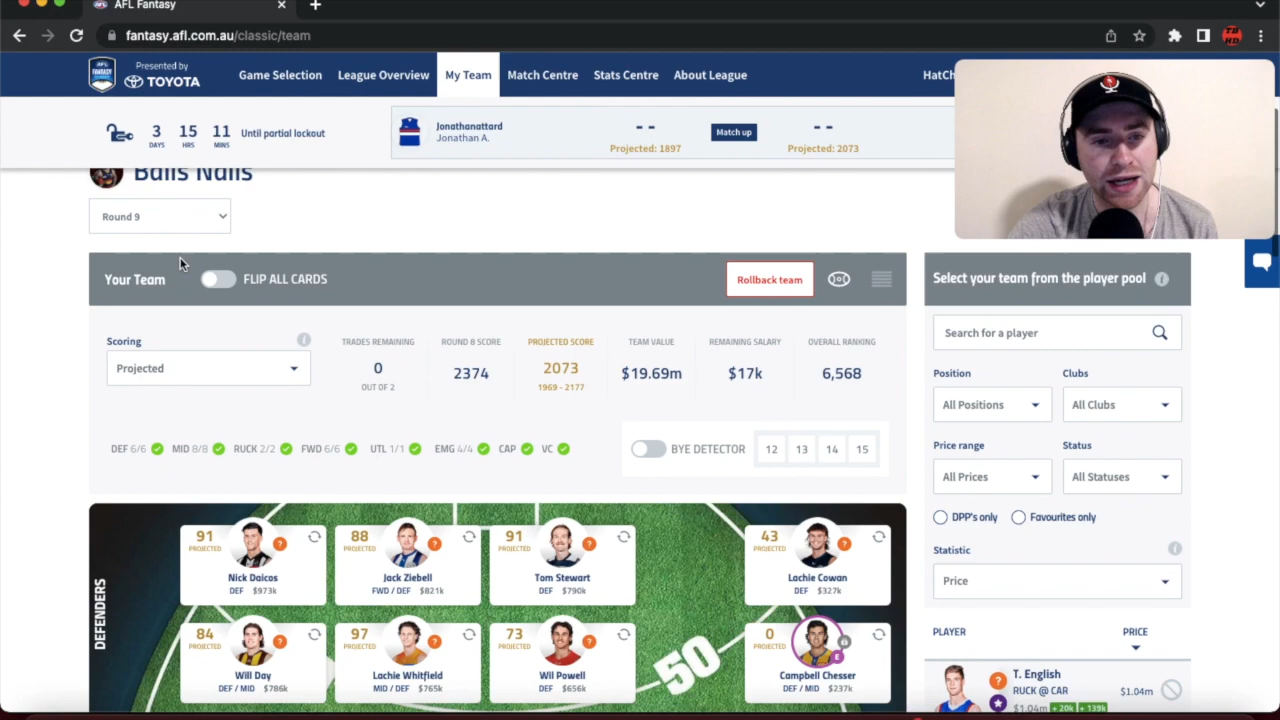 AFL Fantasy
fantasy.afl.com.au/classic/team
Presented by
TOYOTA
Game Selection
League Overview
My Team
Match Centre
Stats Centre
About League
HatCh
3 15 11 Until partial lockout
DAYS HRS MINS
Jonathanattard
Jonathan A.
- -
Match up
- -
Projected: 1897
Projected: 2073
Balls Nalls
Round 9
Your Team
FLIP ALL CARDS
Rollback team
Scoring
Projected
TRADES REMAINING
0
OUT OF 2
ROUND 8 SCORE
2374
PROJECTED SCORE
2073
1969 - 2177
TEAM VALUE
$19.69m
REMAINING SALARY
$17k
OVERALL RANKING
6,568
DEF 6/6 MID 8/8 RUCK 2/2 FWD 6/6 UTL 1/1 EMG 4/4 CAP VC
BYE DETECTOR 12 13 14 15
DEFENDERS
91
PROJECTED
Nick Daicos
DEF $973k
88
PROJECTED
Jack Ziebell
FWD / DEF $821k
91
PROJECTED
Tom Stewart
DEF $790k
43
PROJECTED
Lachie Cowan
DEF $327k
84
PROJECTED
Will Day
DEF / MID $786k
97
PROJECTED
Lachie Whitfield
MID / DEF $765k
73
PROJECTED
Wil Powell
DEF $656k
50
0
PROJECTED
E
Campbell Chesser
DEF / MID $237k
Select your team from the player pool
Search for a player
Position
All Positions
Clubs
All Clubs
Price range
All Prices
Status
All Statuses
DPP's only
Favourites only
Statistic
Price
PLAYER
PRICE
T. English
RUCK @ CAR
$1.04m
$1.04m + 20k + 139k